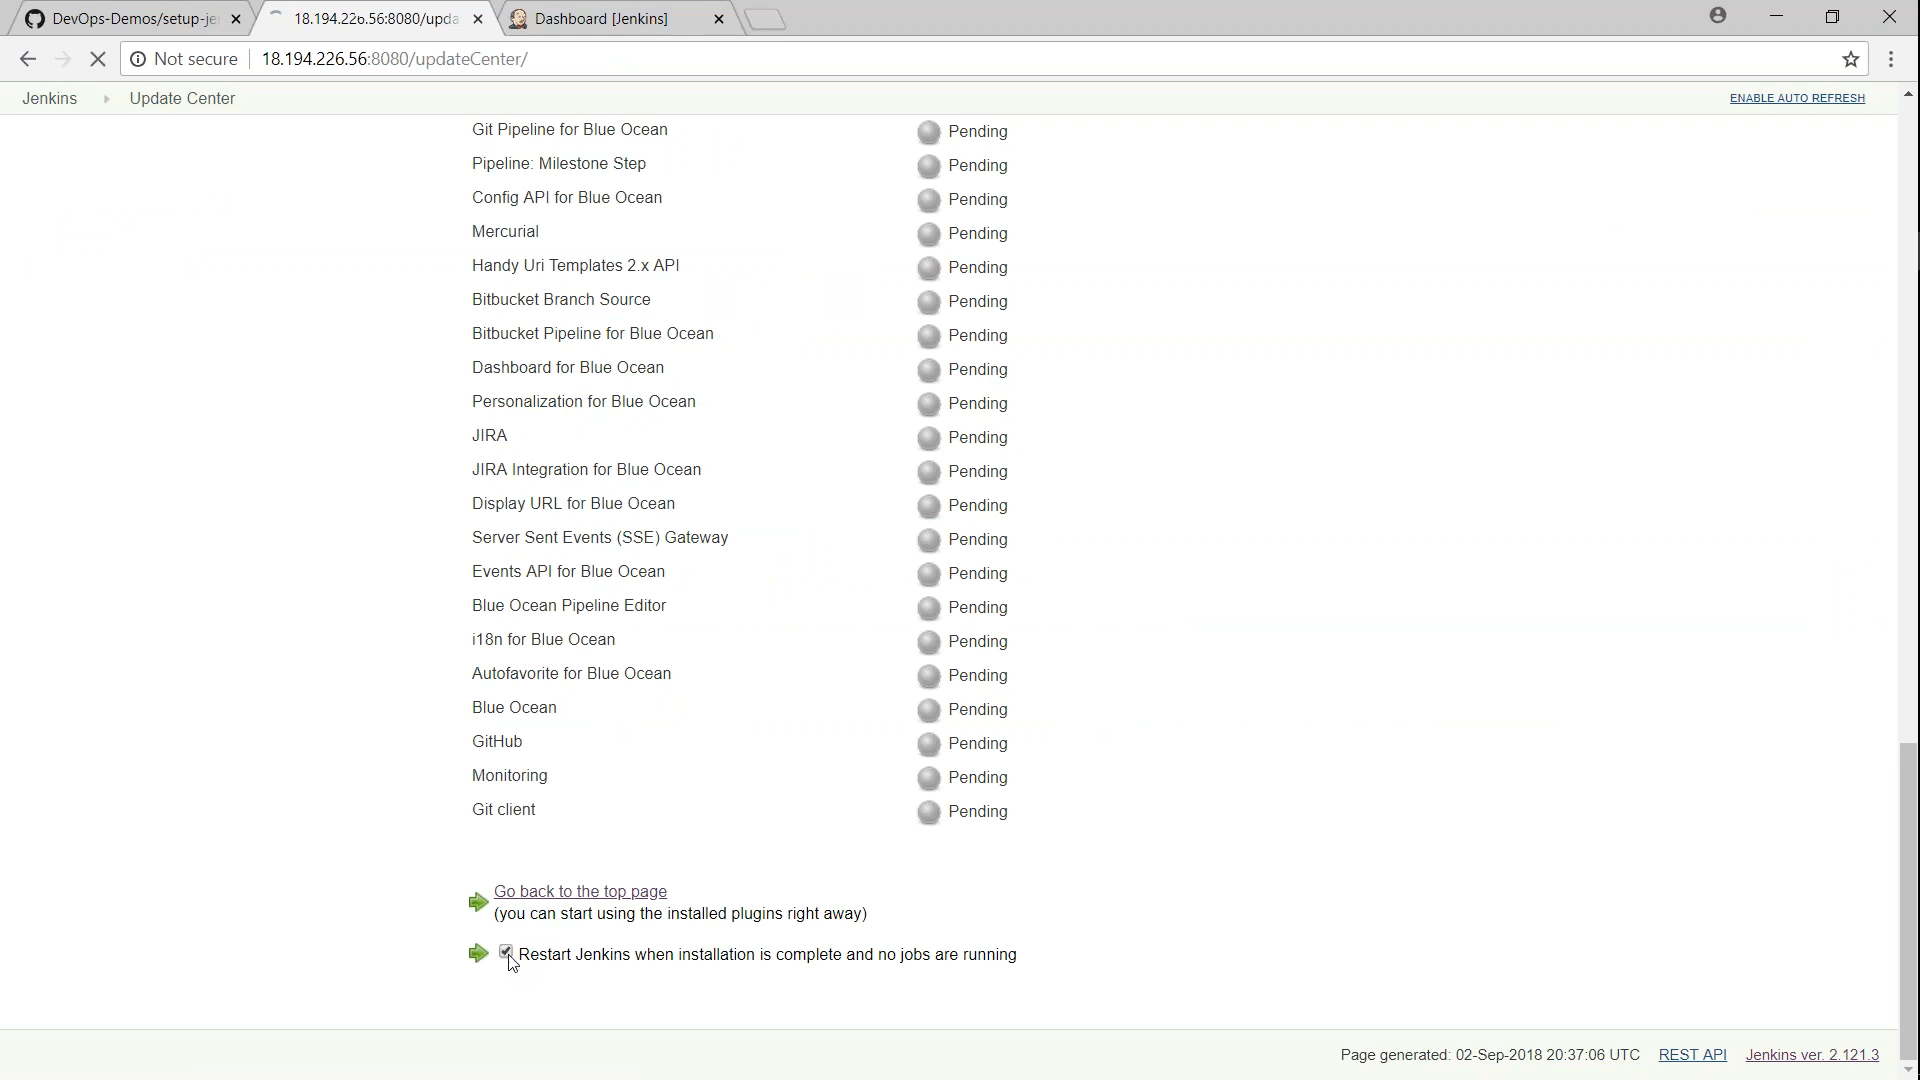 DevOps-Demos/setup-je
18.194.226.56:8080/upda
Dashboard [Jenkins]
Not secure
18.194.226.56:8080/updateCenter/
Jenkins
Update Center
ENABLE AUTO REFRESH
Git Pipeline for Blue Ocean Pending
Pipeline: Milestone Step Pending
Config API for Blue Ocean Pending
Mercurial Pending
Handy Uri Templates 2.x API Pending
Bitbucket Branch Source Pending
Bitbucket Pipeline for Blue Ocean Pending
Dashboard for Blue Ocean Pending
Personalization for Blue Ocean Pending
JIRA Pending
JIRA Integration for Blue Ocean Pending
Display URL for Blue Ocean Pending
Server Sent Events (SSE) Gateway Pending
Events API for Blue Ocean Pending
Blue Ocean Pipeline Editor Pending
i18n for Blue Ocean Pending
Autofavorite for Blue Ocean Pending
Blue Ocean Pending
GitHub Pending
Monitoring Pending
Git client Pending
Go back to the top page
(you can start using the installed plugins right away)
Restart Jenkins when installation is complete and no jobs are running
Page generated: 02-Sep-2018 20:37:06 UTC
REST API
Jenkins ver. 2.121.3